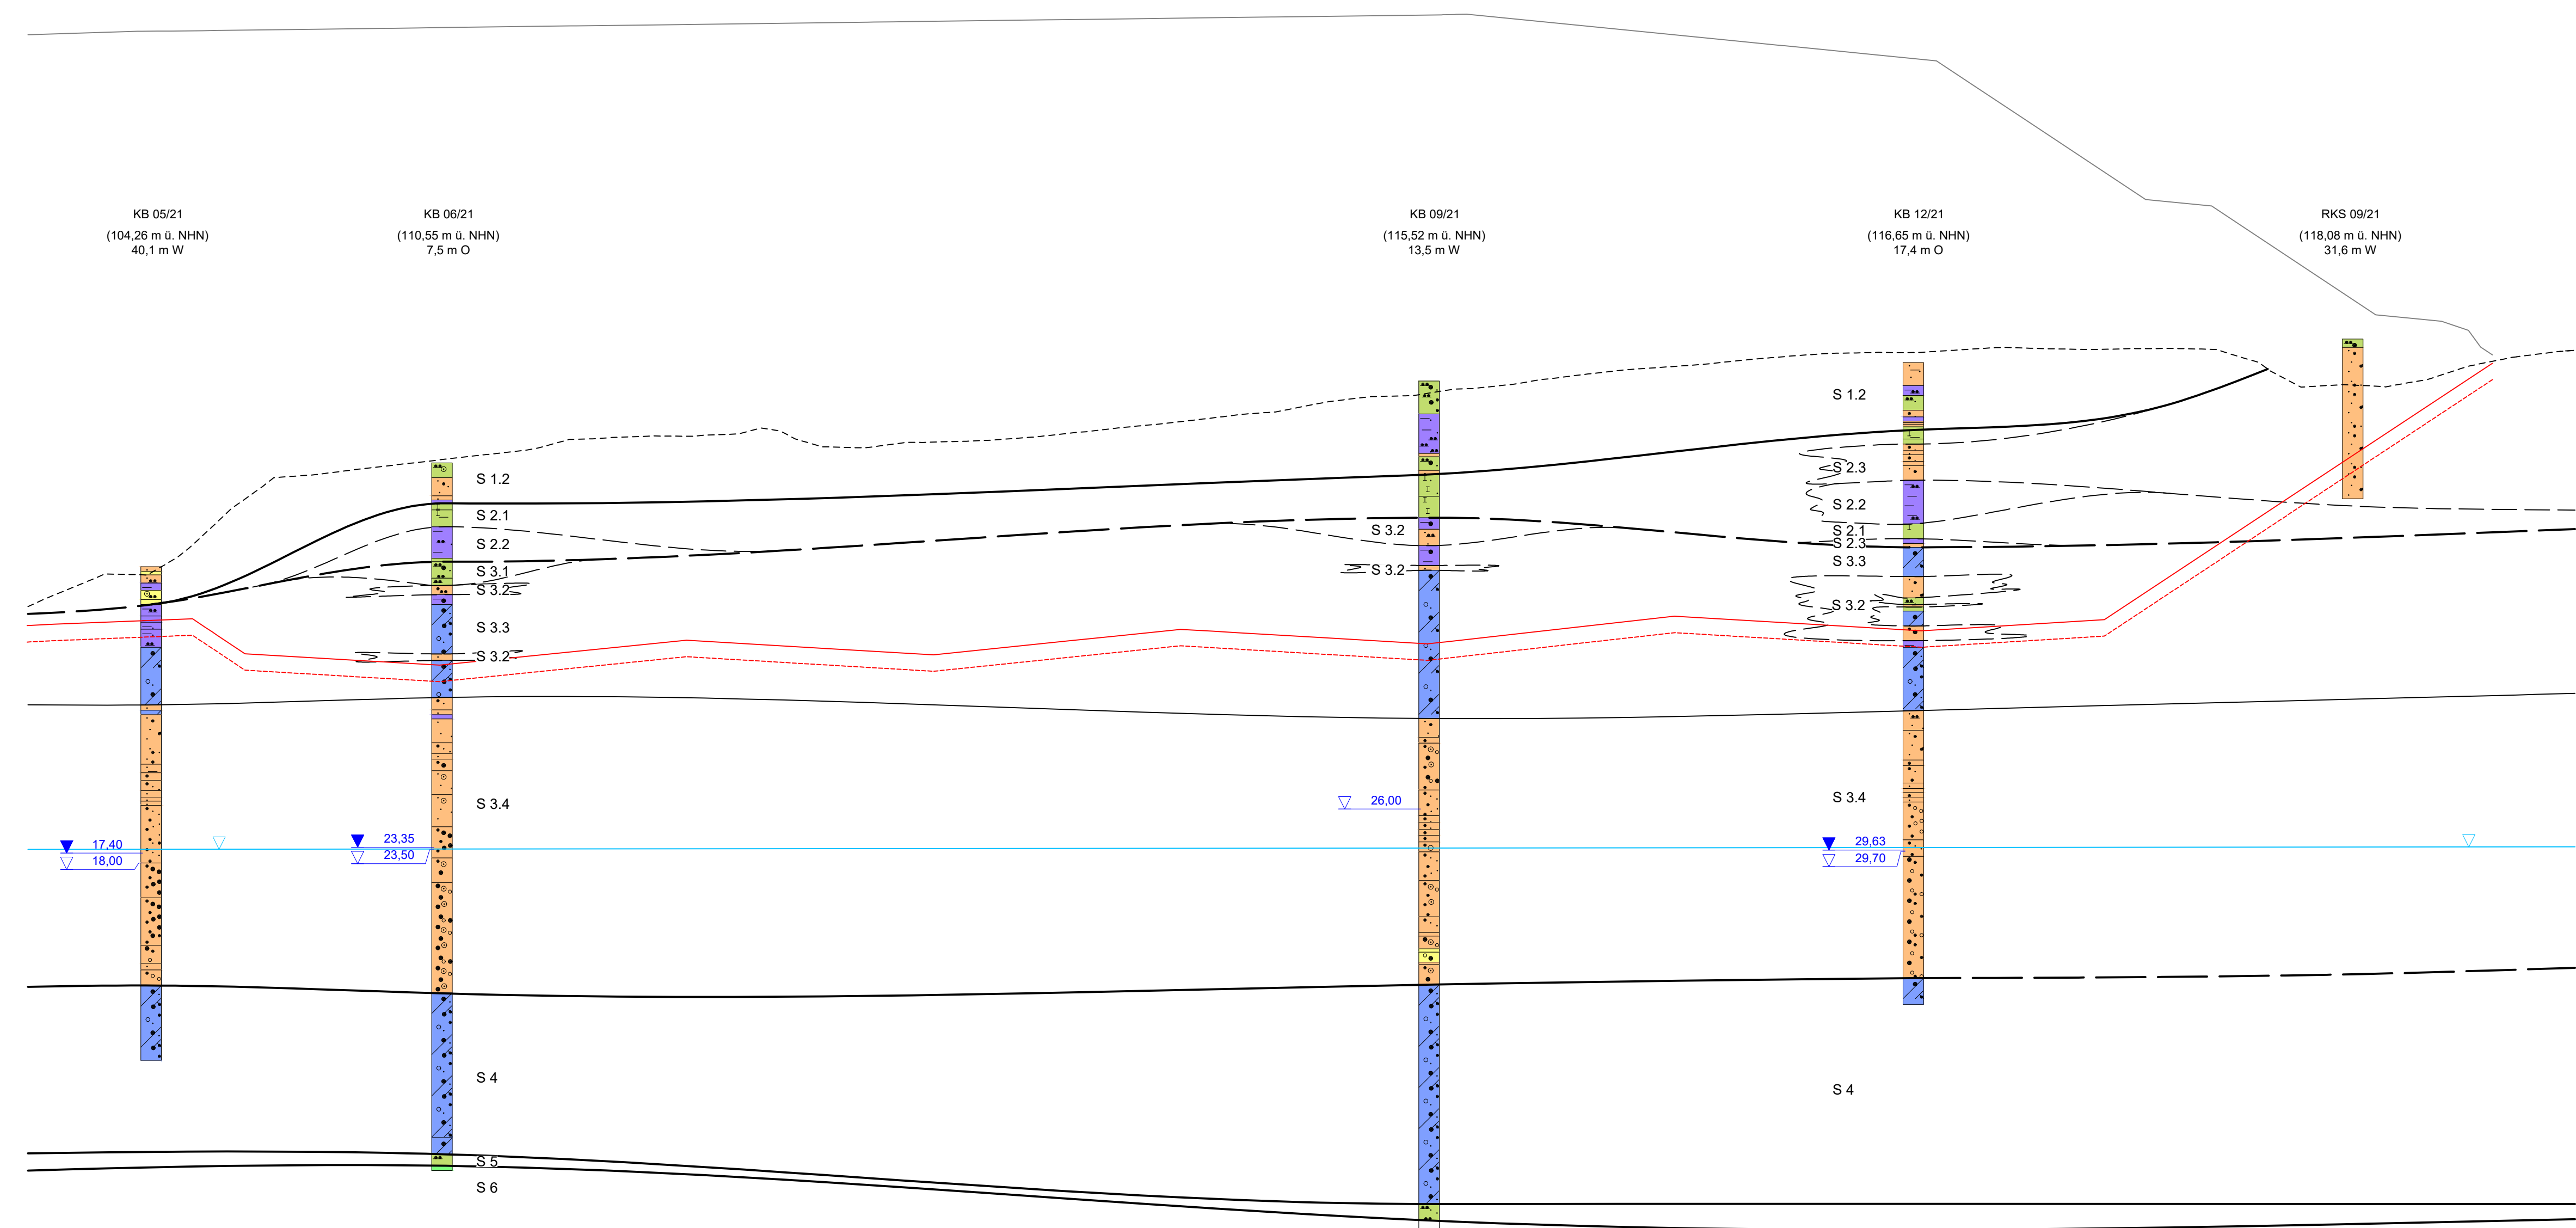 KB 05/21
(104,26 m ü. NHN)
40,1 m W
KB 06/21
(110,55 m ü. NHN)
7,5 m O
KB 09/21
(115,52 m ü. NHN)
13,5 m W
KB 12/21
(116,65 m ü. NHN)
17,4 m O
RKS 09/21
(118,08 m ü. NHN)
31,6 m W
17,40
18,00
S 1.2
S 2.1
S 2.2
S 3.1
S 3.2
S 3.3
S 3.2
S 3.4
23,35
23,50
S 4
S 5
S 6
S 3.2
S 3.2
26,00
S 1.2
S 2.3
S 2.2
S 2.1
S 2.3
S 3.3
S 3.2
S 3.4
29,63
29,70
S 4